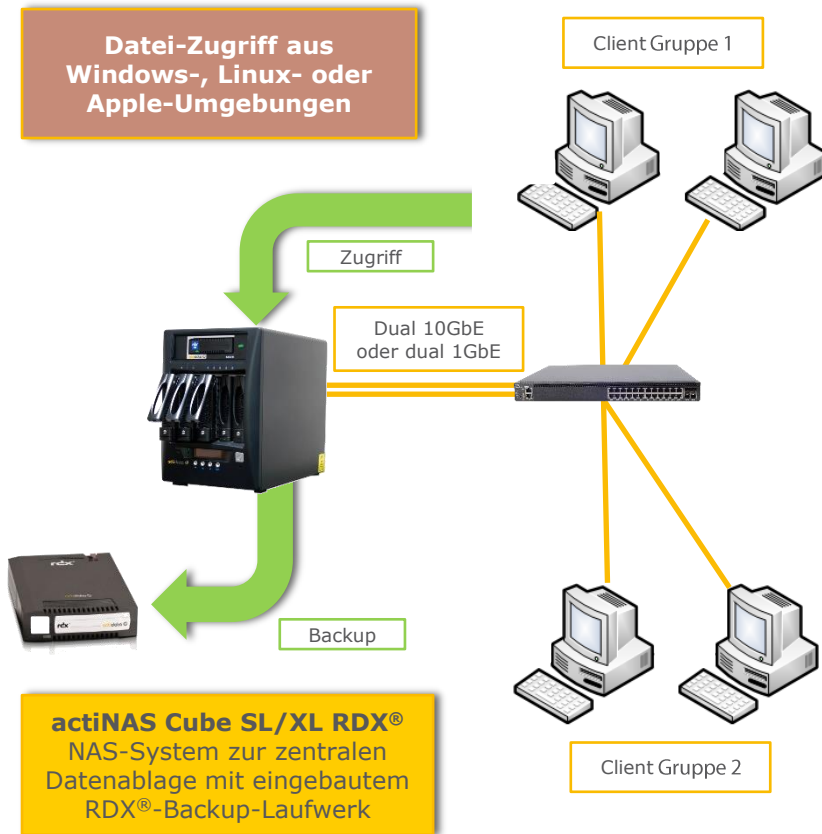 Datei-Zugriff aus
Windows-, Linux- oder
Apple-Umgebungen
Client Gruppe 1
Zugriff
Dual 10GbE
oder dual 1GbE
rdx
Backup
actiNAS Cube SL/XL RDX®
NAS-System zur zentralen
Datenablage mit eingebautem
RDX®-Backup-Laufwerk
Client Gruppe 2